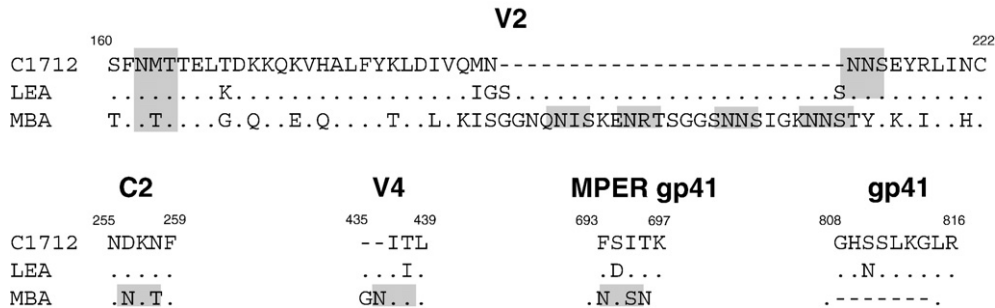 V2
160 222
C1712 SFNMTTELTDKKQKVHALFYKLDIVQMN-------------------------NNSEYRLINC
LEA ........K.................IGS.......................S..........
MBA T..T....G.Q..E.Q....T..L.KISGGNQNISKENRTSGGSNNSIGKNNSTY.K.I..H.
C2 V4 MPER gp41 gp41
255 259 435 439 693 697 808 816
C1712 NDKNF --ITL FSITK GHSSLKGLR
LEA ..... ...I. .D... ..N......
MBA .N.T. GN... N.SN. .-------.